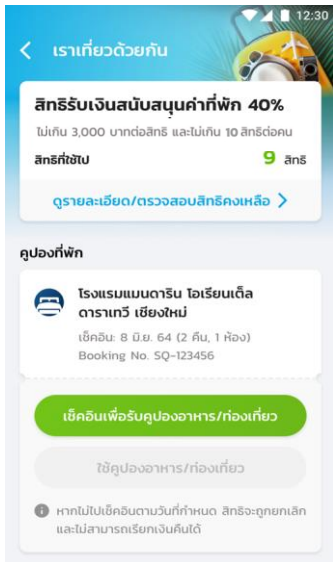 12:30
เราเที่ยวด้วยกัน
สิทธิรับเงินสนับสนุนค่าที่พัก 40%
ไม่เกิน 3,000 บาทต่อสิทธิ และไม่เกิน 10 สิทธิต่อคน
สิทธิที่ใช้ไป 9 สิทธิ
ดูรายละเอียด/ตรวจสอบสิทธิคงเหลือ
คูปองที่พัก
โรงแรมแมนดาริน โอเรียนเต็ล
ดาราเทวี เชียงใหม่
เช็คอิน: 8 มิ.ย. 64 (2 คืน, 1 ห้อง)
Booking No. SQ-123456
เช็คอินเพื่อรับคูปองอาหาร/ท่องเที่ยว
ใช้คูปองอาหาร/ท่องเที่ยว
หากไม่ไปเช็คอินตามวันที่กำหนด สิทธิจะถูกยกเลิก
และไม่สามารถเรียกเงินคืนได้